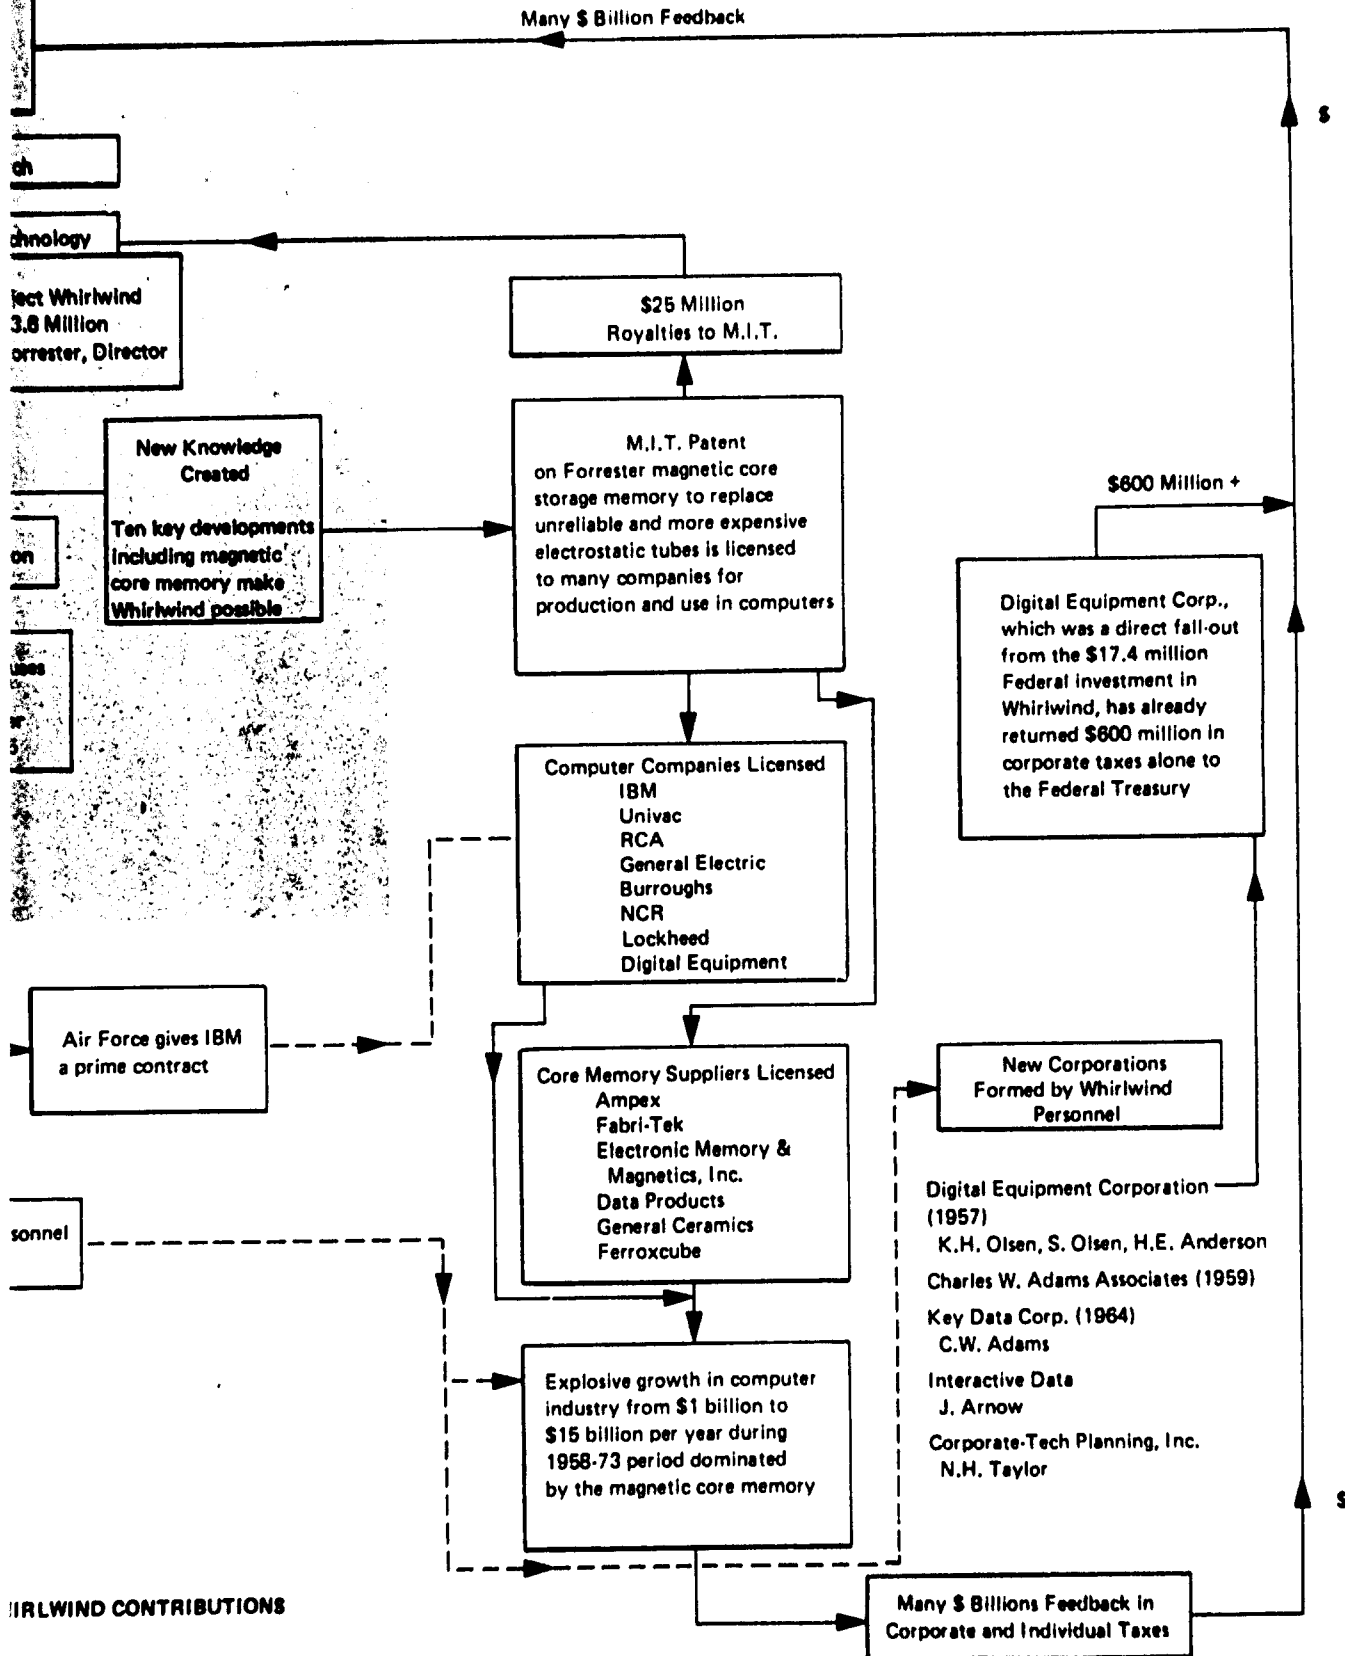 Many $ Billion Feedback
$
ch
chnology
ject Whirlwind
3.8 Million
orrester, Director
$25 Million
Royalties to M.I.T.
New Knowledge
Created
Ten key developments
including magnetic
core memory make
Whirlwind possible
M.I.T. Patent
on Forrester magnetic core
storage memory to replace
unreliable and more expensive
electrostatic tubes is licensed
to many companies for
production and use in computers
$600 Million +
on
uses
Digital Equipment Corp.,
which was a direct fall-out
from the $17.4 million
Federal investment in
Whirlwind, has already
returned $600 million in
corporate taxes alone to
the Federal Treasury
Computer Companies Licensed
IBM
Univac
RCA
General Electric
Burroughs
NCR
Lockheed
Digital Equipment
Air Force gives IBM
a prime contract
Core Memory Suppliers Licensed
Ampex
Fabri-Tek
Electronic Memory &
Magnetics, Inc.
Data Products
General Ceramics
Ferroxcube
New Corporations
Formed by Whirlwind
Personnel
sonnel
Digital Equipment Corporation
(1957)
K.H. Olsen, S. Olsen, H.E. Anderson
Charles W. Adams Associates (1959)
Key Data Corp. (1964)
C.W. Adams
Interactive Data
J. Arnow
Corporate-Tech Planning, Inc.
N.H. Taylor
Explosive growth in computer
industry from $1 billion to
$15 billion per year during
1958-73 period dominated
by the magnetic core memory
$
IRLWIND CONTRIBUTIONS
Many $ Billions Feedback in
Corporate and Individual Taxes